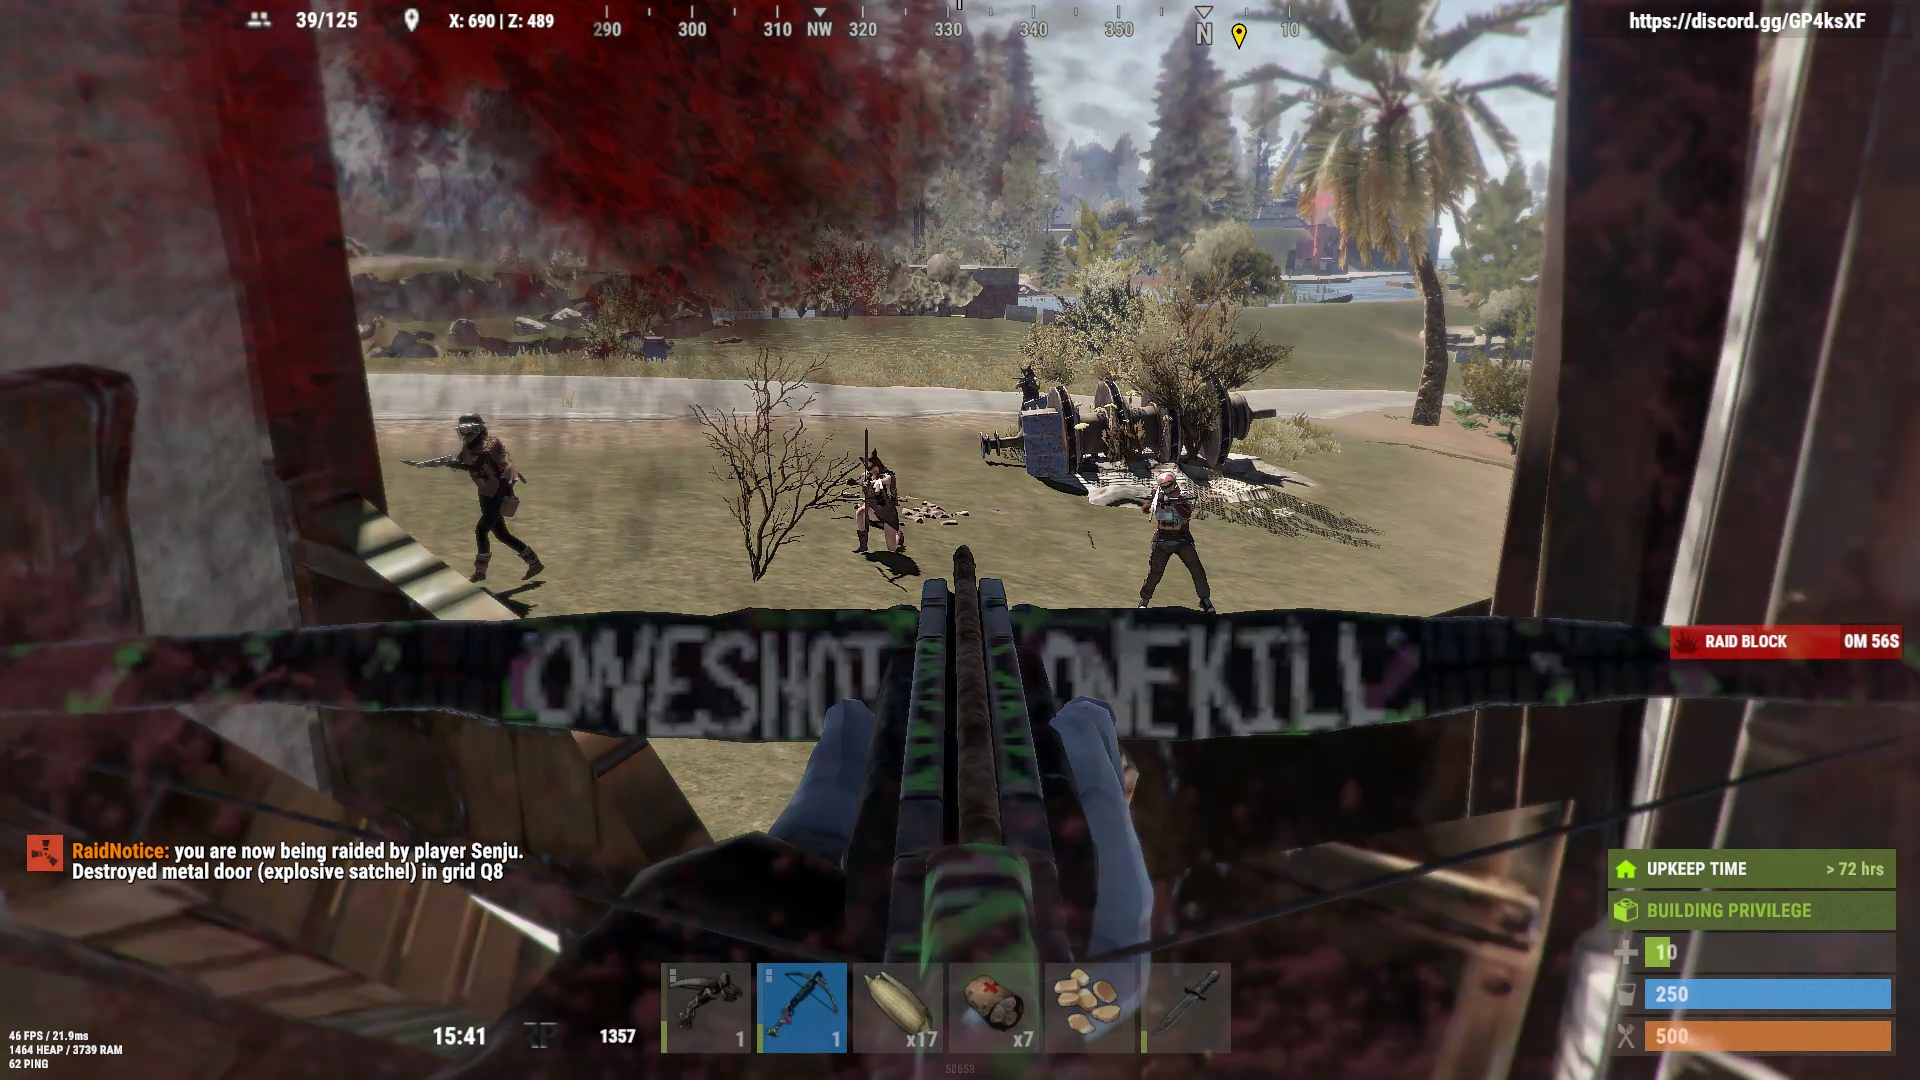 39/125
X: 690 | Z: 489
290 300 310 NW 320 330 340 350 N 10
https://discord.gg/GP4ksXF
ONESHOT ONEKILL
RAID BLOCK 0M 56S
RaidNotice: you are now being raided by player Senju.
Destroyed metal door (explosive satchel) in grid Q8
UPKEEP TIME > 72 hrs
BUILDING PRIVILEGE
10
250
500
1
1
x17
x7
15:41
1357
46 FPS / 21.9ms
1464 HEAP / 3739 RAM
62 PING
50653